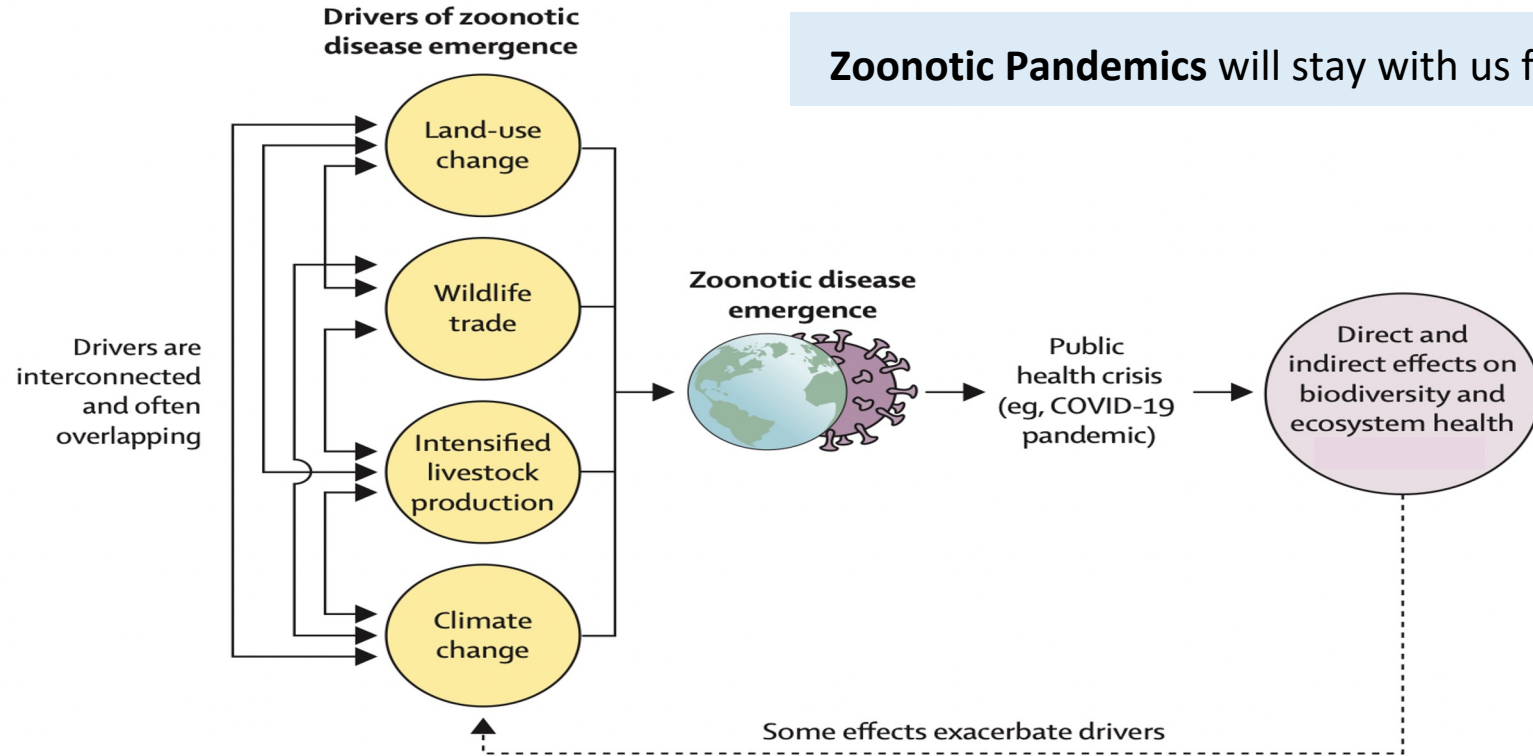 Drivers of zoonotic
disease emergence
Zoonotic Pandemics will stay with us f
Land-use
change
Wildlife
trade
Intensified
livestock
production
Climate
change
Drivers are
interconnected
and often
overlapping
Zoonotic disease
emergence
Public
health crisis
(eg, COVID-19
pandemic)
Direct and
indirect effects on
biodiversity and
ecosystem health
Some effects exacerbate drivers